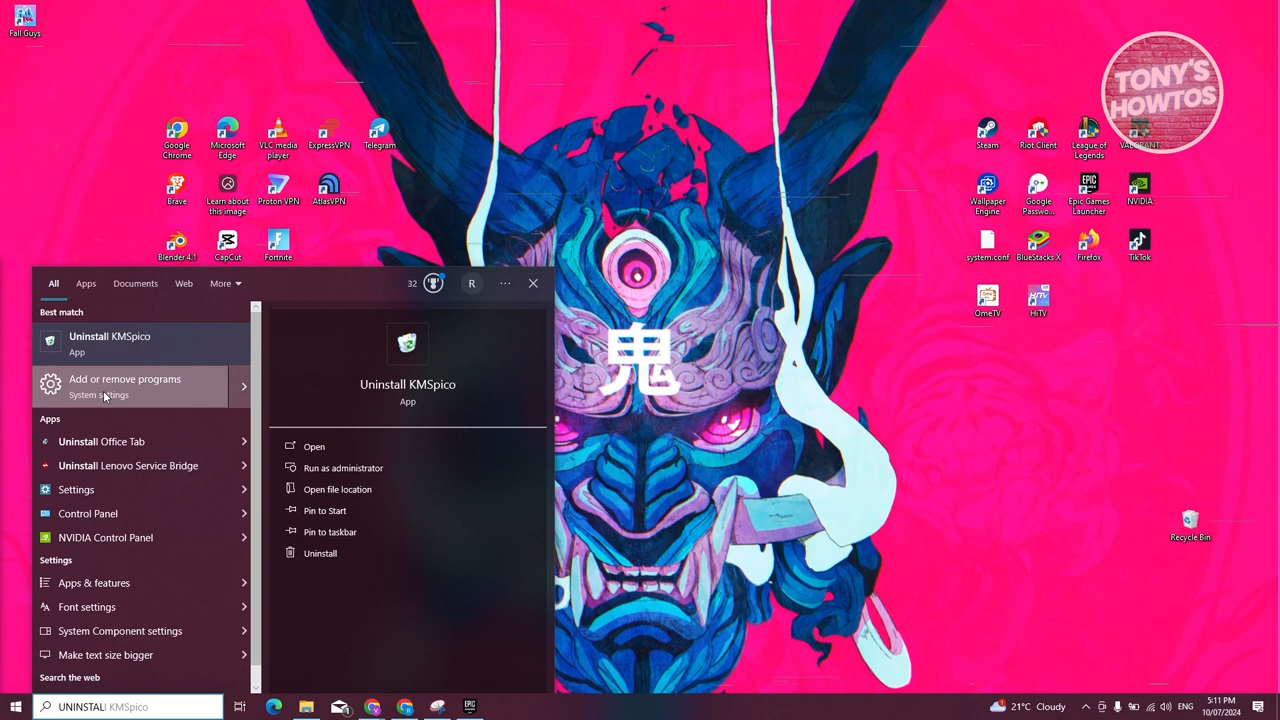 Fall Guys
TONY'S
HOWTOS
Google
Chrome
Microsoft
Edge
VLC media
player
ExpressVPN
Telegram
Steam
Riot Client
League of
Legends
VALORANT
Brave
Learn about
this image
Proton VPN
AtlasVPN
Wallpaper
Engine
Google
Passwo...
EPIC
GAMES
Epic Games
Launcher
NVIDIA
Blender 4.1
CapCut
Fortnite
system.conf
BlueStacks X
Firefox
TikTok
OmeTV
HiTV
鬼
Recycle Bin
All
Apps
Documents
Web
More
32
R
Best match
Uninstall KMSpico
App
Add or remove programs
System settings
Apps
Uninstall Office Tab
Uninstall Lenovo Service Bridge
Settings
Control Panel
NVIDIA Control Panel
Settings
Apps & features
Font settings
System Component settings
Make text size bigger
Search the web
Uninstall KMSpico
App
Open
Run as administrator
Open file location
Pin to Start
Pin to taskbar
Uninstall
UNINSTALl KMSpico
21°C Cloudy
ENG
5:11 PM
10/07/2024